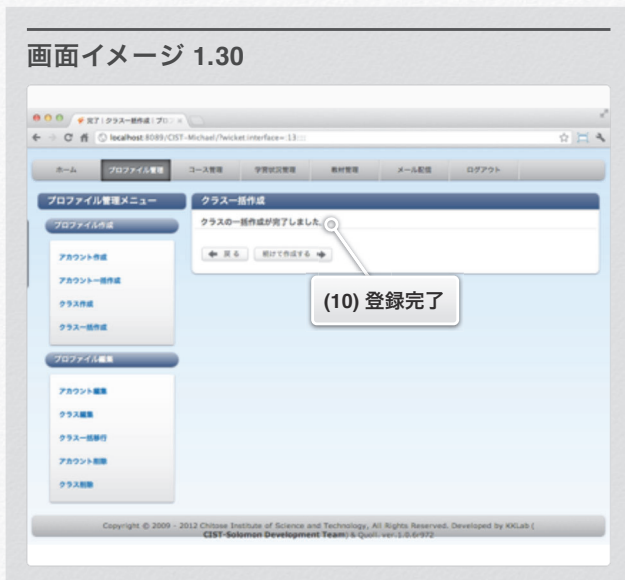 画面イメージ 1.30
完了 | クラス一括作成 | プロ
localhost:8089/CIST-Michael/?wicket:interface=:13::::
ホーム プロファイル管理 コース管理 学習状況管理 教材管理 メール配信 ログアウト
プロファイル管理メニュー
プロファイル作成
アカウント作成
アカウント一括作成
クラス作成
クラス一括作成
プロファイル編集
アカウント編集
クラス編集
クラス一括移行
アカウント削除
クラス削除
クラス一括作成
クラスの一括作成が完了しました。
戻る 続けて作成する
(10) 登録完了
Copyright © 2009 - 2012 Chitose Institute of Science and Technology, All Rights Reserved. Developed by KKLab (
CIST-Solomon Development Team) & Quoll. ver.1.0.6r972